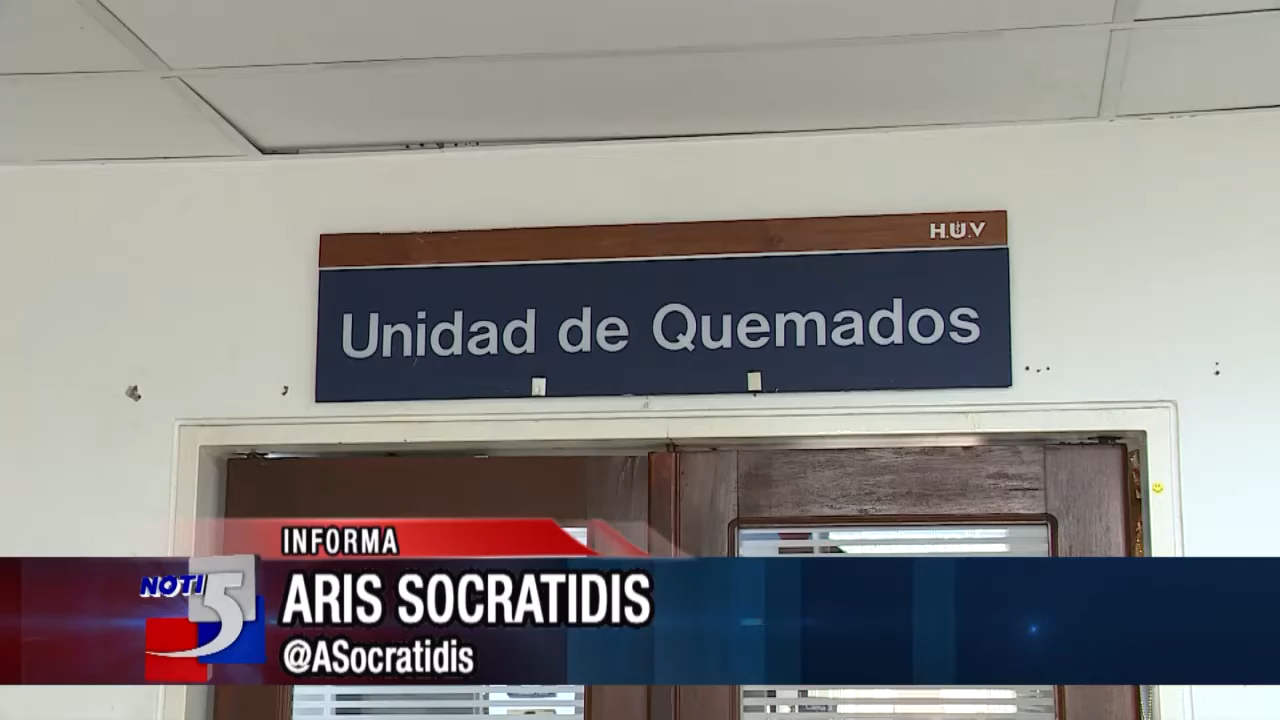 H.U.V
Unidad de Quemados
INFORMA
NOTI 5
ARIS SOCRATIDIS
@ASocratidis